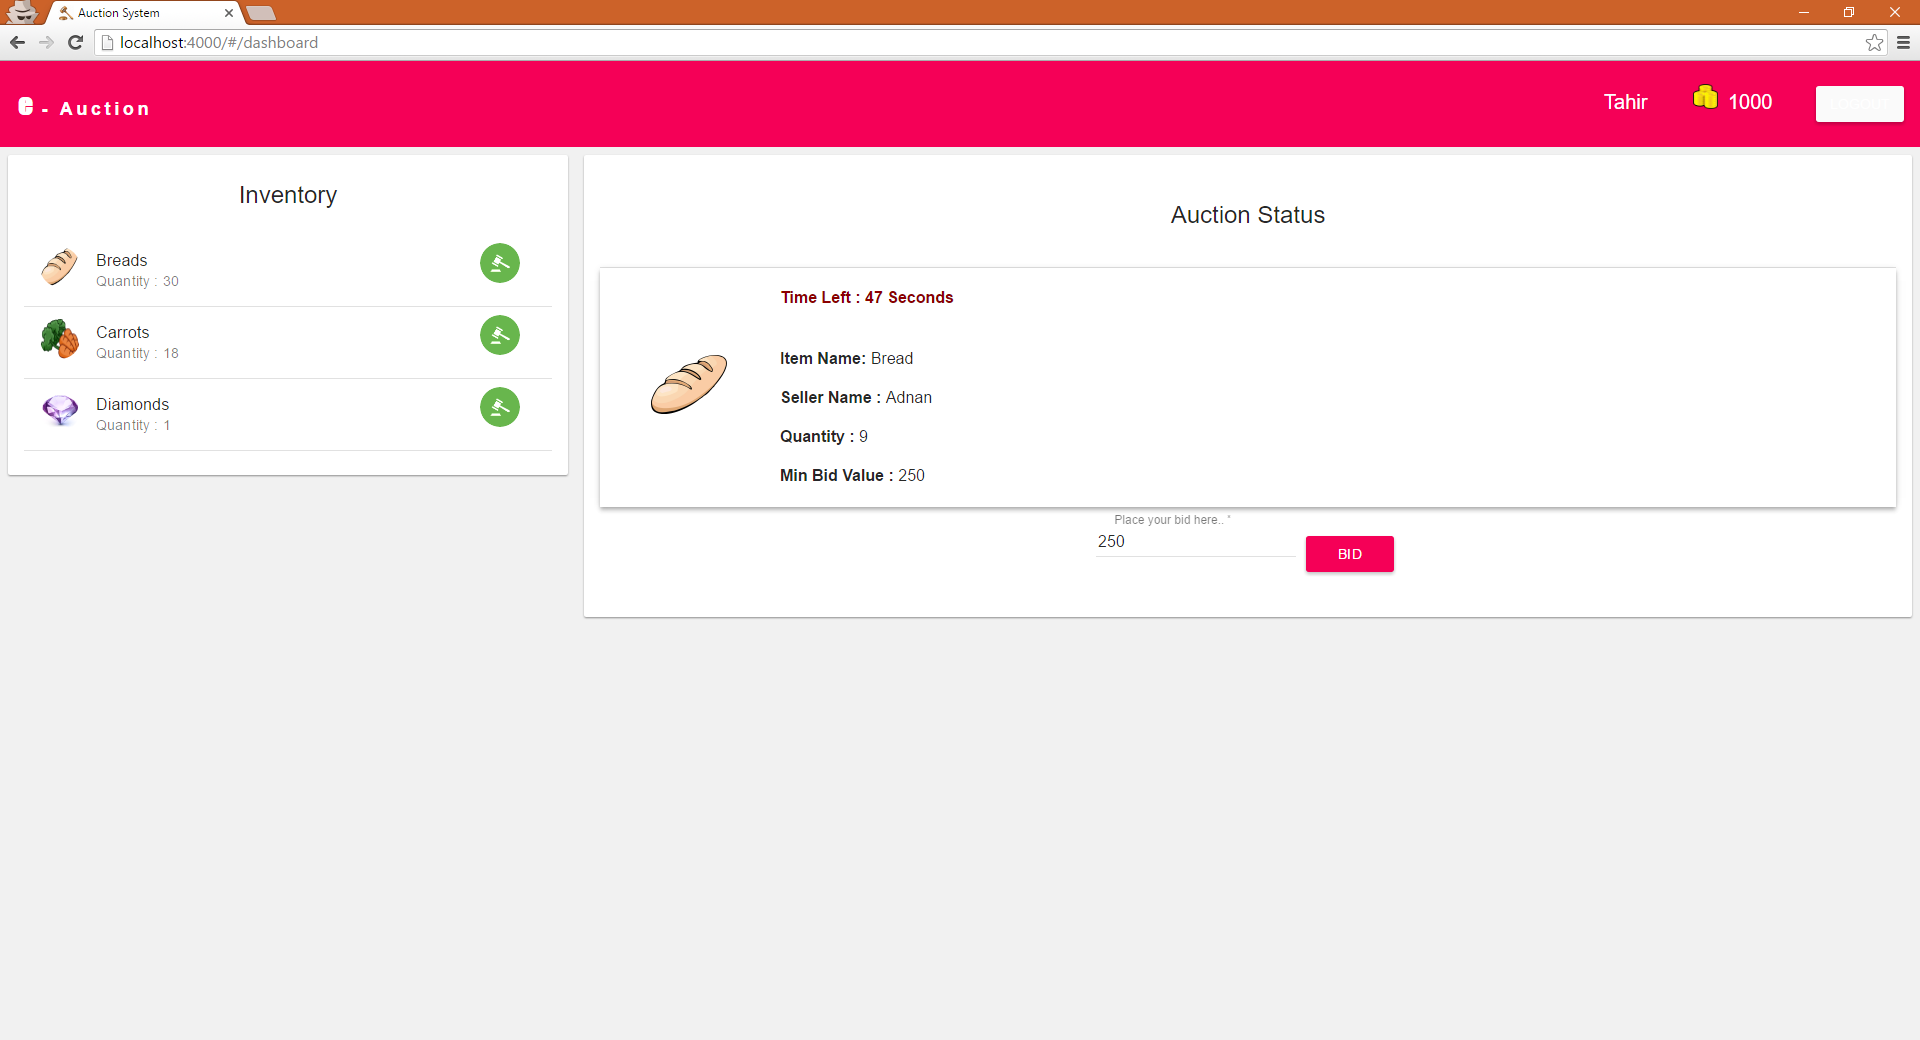 Auction System
localhost:4000/#/dashboard
e - Auction
Tahir
1000
Inventory
Breads
Quantity : 30
Carrots
Quantity : 18
Diamonds
Quantity : 1
Auction Status
Time Left : 47 Seconds
Item Name: Bread
Seller Name : Adnan
Quantity : 9
Min Bid Value : 250
Place your bid here.. *
250
BID